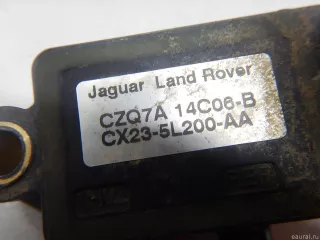 Jaguar Land Rover
CZQ7A 14C06-B
CX23-5L200-AA